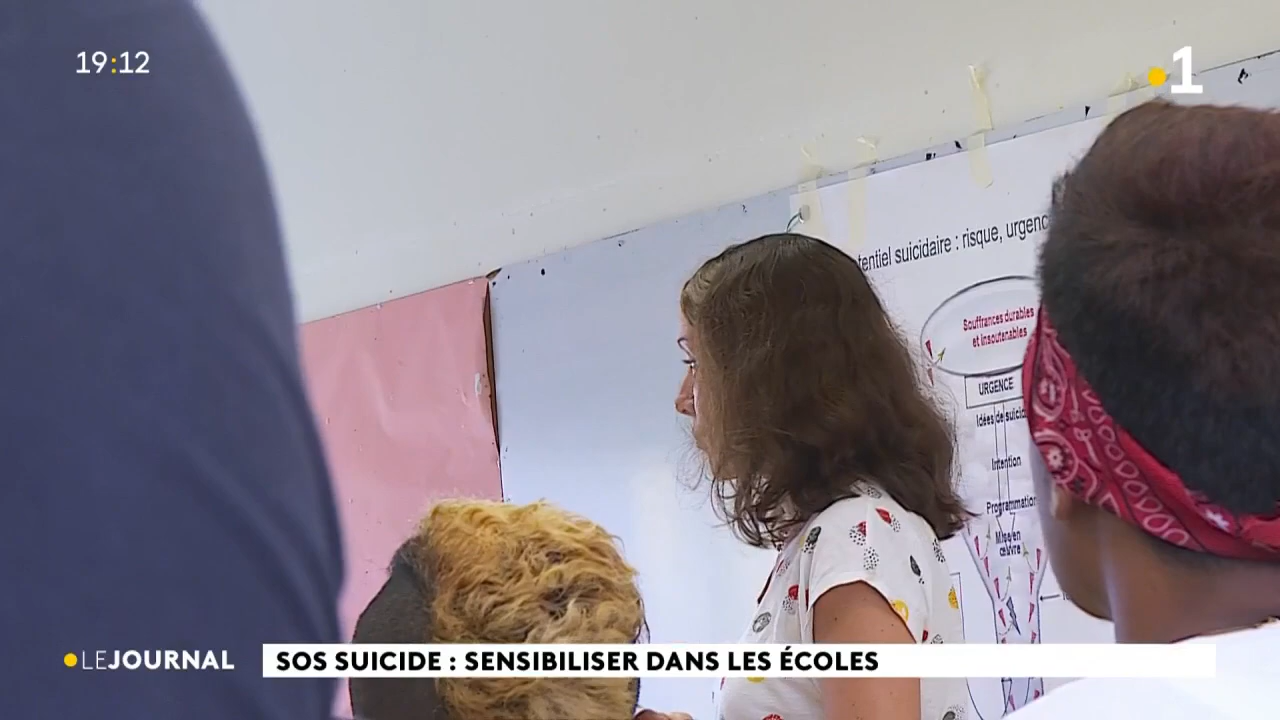 19:12
1
tentiel suicidaire : risque, urgenc
Souffrances durables
et insoutenables
URGENCE
Idées de suicid
Intention
Programmation
Mise en
œuvre
LEJOURNAL
SOS SUICIDE : SENSIBILISER DANS LES ÉCOLES